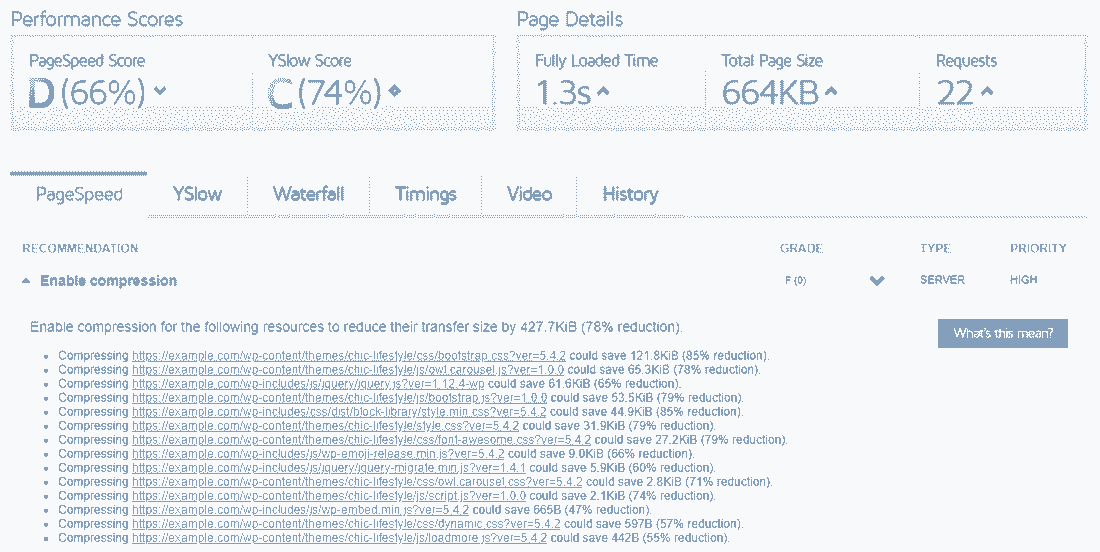 Performance Scores
Page Details
PageSpeed Score
YSlow Score
Fully Loaded Time
Total Page Size
Requests
D (66%)
C (74%)
1.3s
664KB
22
PageSpeed
YSlow
Waterfall
Timings
Video
History
RECOMMENDATION
GRADE
TYPE
PRIORITY
Enable compression
F (0)
SERVER
HIGH
Enable compression for the following resources to reduce their transfer size by 427.7KiB (78% reduction).
What's this mean?
Compressing https://example.com/wp-content/themes/chic-lifestyle/css/bootstrap.css?ver=5.4.2 could save 121.8KiB (85% reduction).
Compressing https://example.com/wp-content/themes/chic-lifestyle/js/owl.carousel.js?ver=1.0.0 could save 65.3KiB (78% reduction).
Compressing https://example.com/wp-includes/js/jquery/jquery.js?ver=1.12.4-wp could save 61.6KiB (65% reduction).
Compressing https://example.com/wp-content/themes/chic-lifestyle/js/bootstrap.js?ver=1.0.0 could save 53.5KiB (79% reduction).
Compressing https://example.com/wp-includes/css/dist/block-library/style.min.css?ver=5.4.2 could save 44.9KiB (85% reduction).
Compressing https://example.com/wp-content/themes/chic-lifestyle/style.css?ver=5.4.2 could save 31.9KiB (79% reduction).
Compressing https://example.com/wp-content/themes/chic-lifestyle/css/font-awesome.css?ver=5.4.2 could save 27.2KiB (79% reduction).
Compressing https://example.com/wp-includes/js/wp-emoji-release.min.js?ver=5.4.2 could save 9.0KiB (66% reduction).
Compressing https://example.com/wp-includes/js/jquery/jquery-migrate.min.js?ver=1.4.1 could save 5.9KiB (60% reduction).
Compressing https://example.com/wp-content/themes/chic-lifestyle/css/owl.carousel.css?ver=5.4.2 could save 2.8KiB (71% reduction).
Compressing https://example.com/wp-content/themes/chic-lifestyle/js/script.js?ver=1.0.0 could save 2.1KiB (74% reduction).
Compressing https://example.com/wp-includes/js/wp-embed.min.js?ver=5.4.2 could save 665B (47% reduction).
Compressing https://example.com/wp-content/themes/chic-lifestyle/css/dynamic.css?ver=5.4.2 could save 597B (57% reduction).
Compressing https://example.com/wp-content/themes/chic-lifestyle/js/loadmore.js?ver=5.4.2 could save 442B (55% reduction).